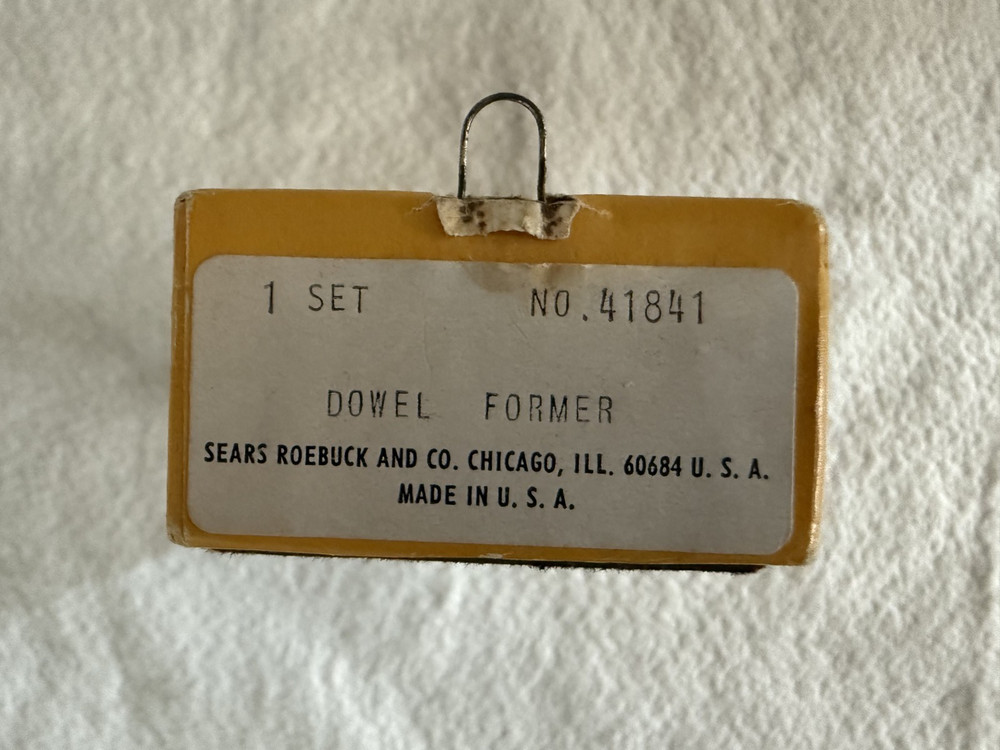 1 SET NO.41841
DOWEL FORMER
SEARS ROEBUCK AND CO. CHICAGO, ILL. 60684 U. S. A.
MADE IN U. S. A.